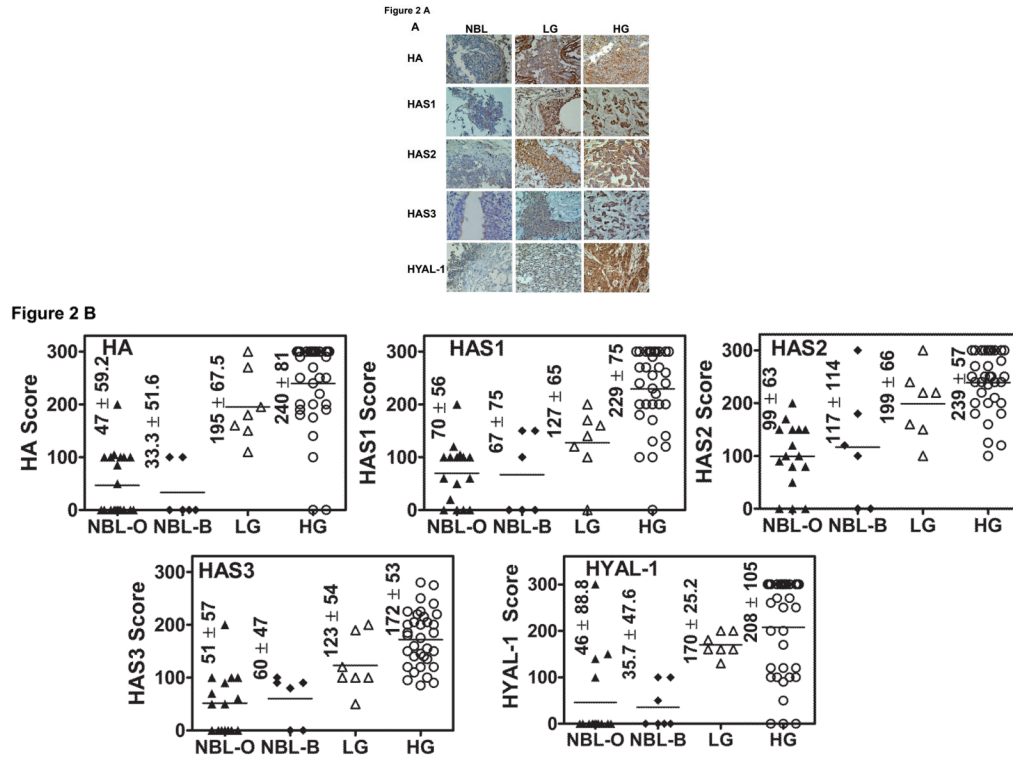 Figure 2 A
A NBL LG HG
HA
HAS1
HAS2
HAS3
HYAL-1
Figure 2 B
HA
HA Score
300
200
100
0
47 ± 59.2
33.3 ± 51.6
195 ± 67.5
240 ± 81
NBL-O NBL-B LG HG
HAS1
HAS1 Score
300
200
100
0
70 ± 56
67 ± 75
127 ± 65
229 ± 75
NBL-O NBL-B LG HG
HAS2
HAS2 Score
300
200
100
0
99 ± 63
117 ± 114
199 ± 66
239 ± 57
NBL-O NBL-B LG HG
HAS3
HAS3 Score
300
200
100
0
51 ± 57
60 ± 47
123 ± 54
172 ± 53
NBL-O NBL-B LG HG
HYAL-1
HYAL-1 Score
300
200
100
0
46 ± 88.8
35.7 ± 47.6
170 ± 25.2
208 ± 105
NBL-O NBL-B LG HG